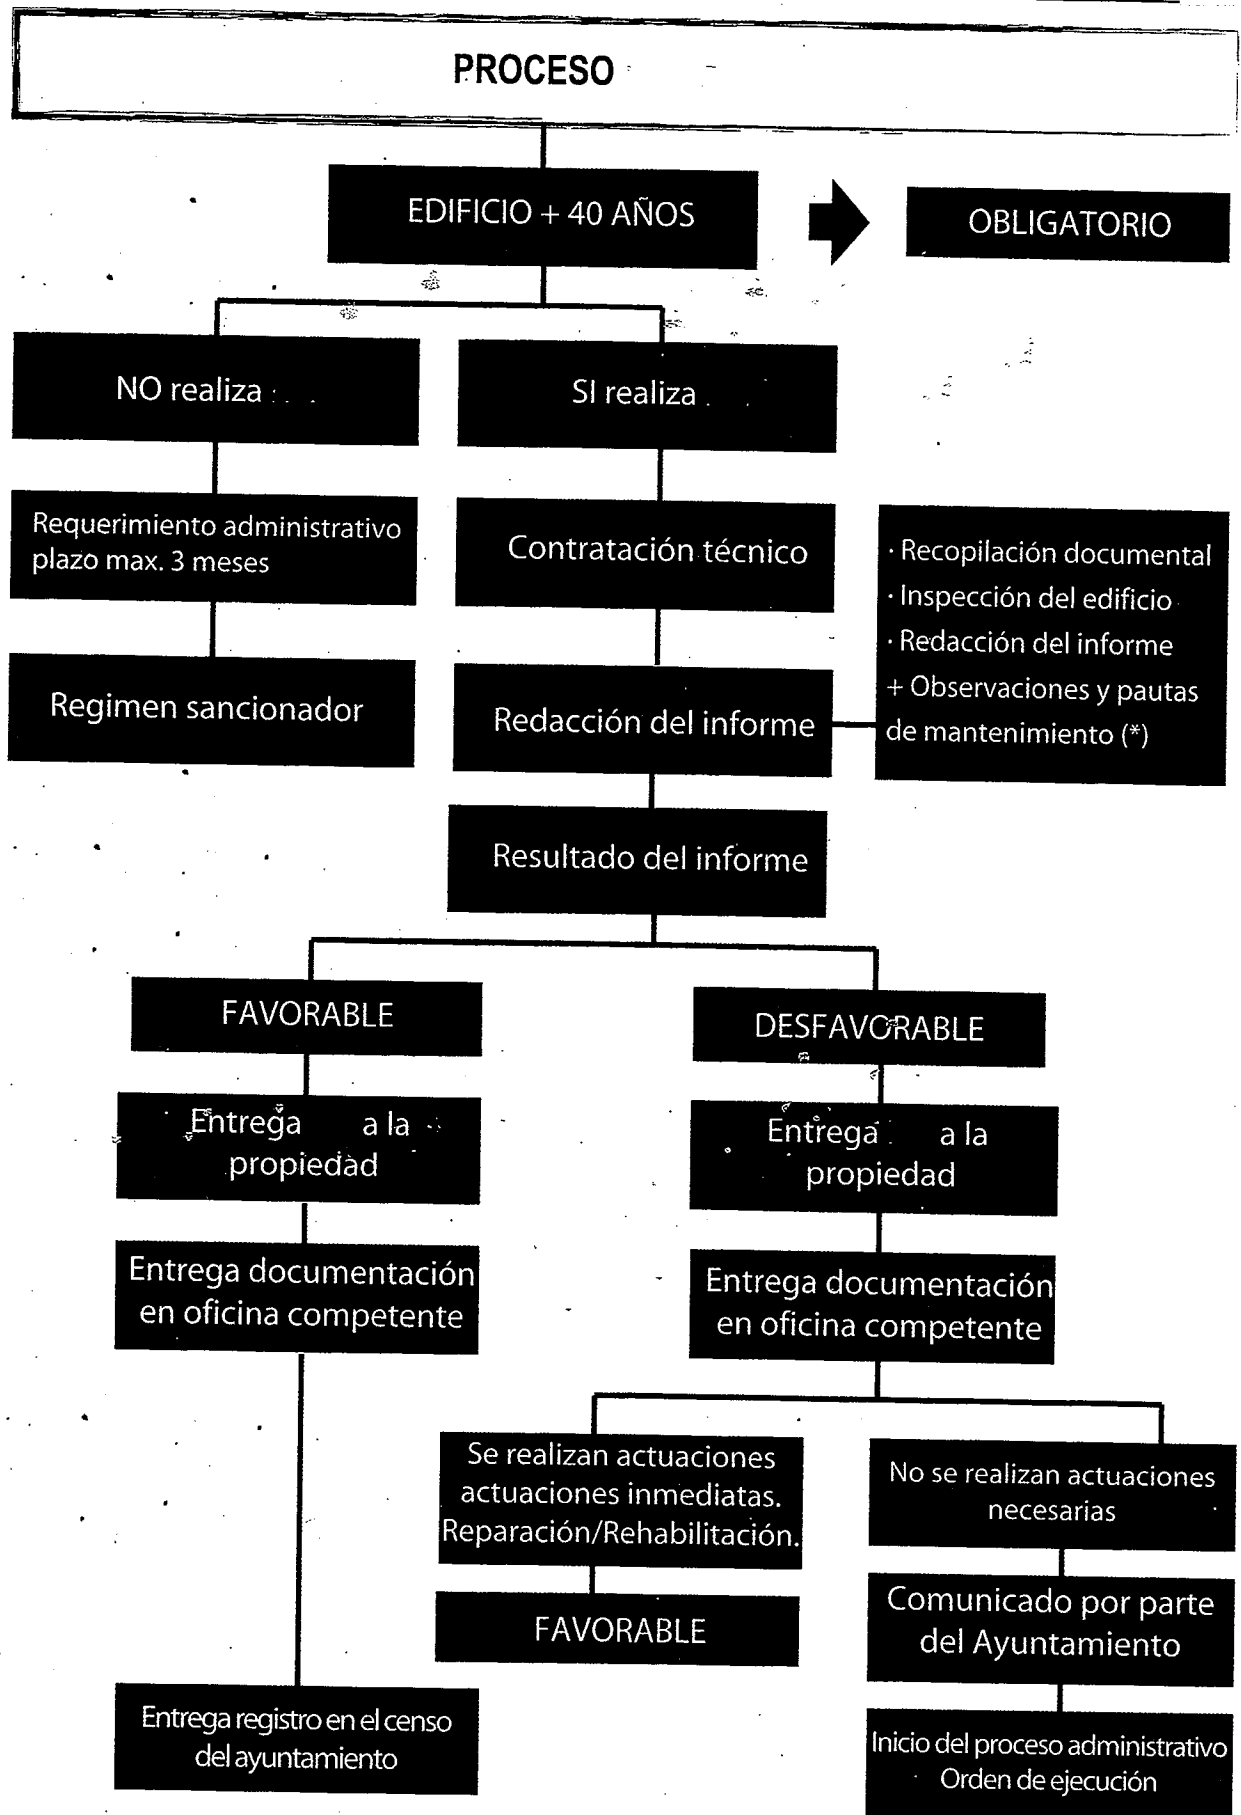 PROCESO
EDIFICIO + 40 AÑOS
OBLIGATORIO
NO realiza
SI realiza
Requerimiento administrativo
plazo max. 3 meses
Contratación técnico
· Recopilación documental
· Inspección del edificio
· Redacción del informe
+ Observaciones y pautas
de mantenimiento (*)
Regimen sancionador
Redacción del informe
Resultado del informe
FAVORABLE
DESFAVORABLE
Entrega a la
propiedad
Entrega a la
propiedad
Entrega documentación
en oficina competente
Entrega documentación
en oficina competente
Se realizan actuaciones
actuaciones inmediatas.
Reparación/Rehabilitación.
No se realizan actuaciones
necesarias
FAVORABLE
Comunicado por parte
del Ayuntamiento
Entrega registro en el censo
del ayuntamiento
Inicio del proceso administrativo
Orden de ejecución